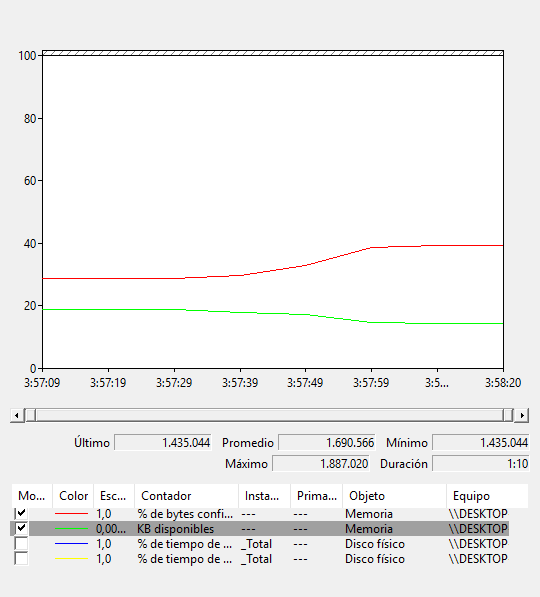 100
80
60
40
20
0
3:57:09 3:57:19 3:57:29 3:57:39 3:57:49 3:57:59 3:5... 3:58:20
Último 1.435.044 Promedio 1.690.566 Mínimo 1.435.044
Máximo 1.887.020 Duración 1:10
Mo... Color Esc... Contador Insta... Prima... Objeto Equipo
1,0 % de bytes confi... --- --- Memoria \\DESKTOP
0,00... KB disponibles --- --- Memoria \\DESKTOP
1,0 % de tiempo de ... _Total --- Disco físico \\DESKTOP
1,0 % de tiempo de ... _Total --- Disco físico \\DESKTOP